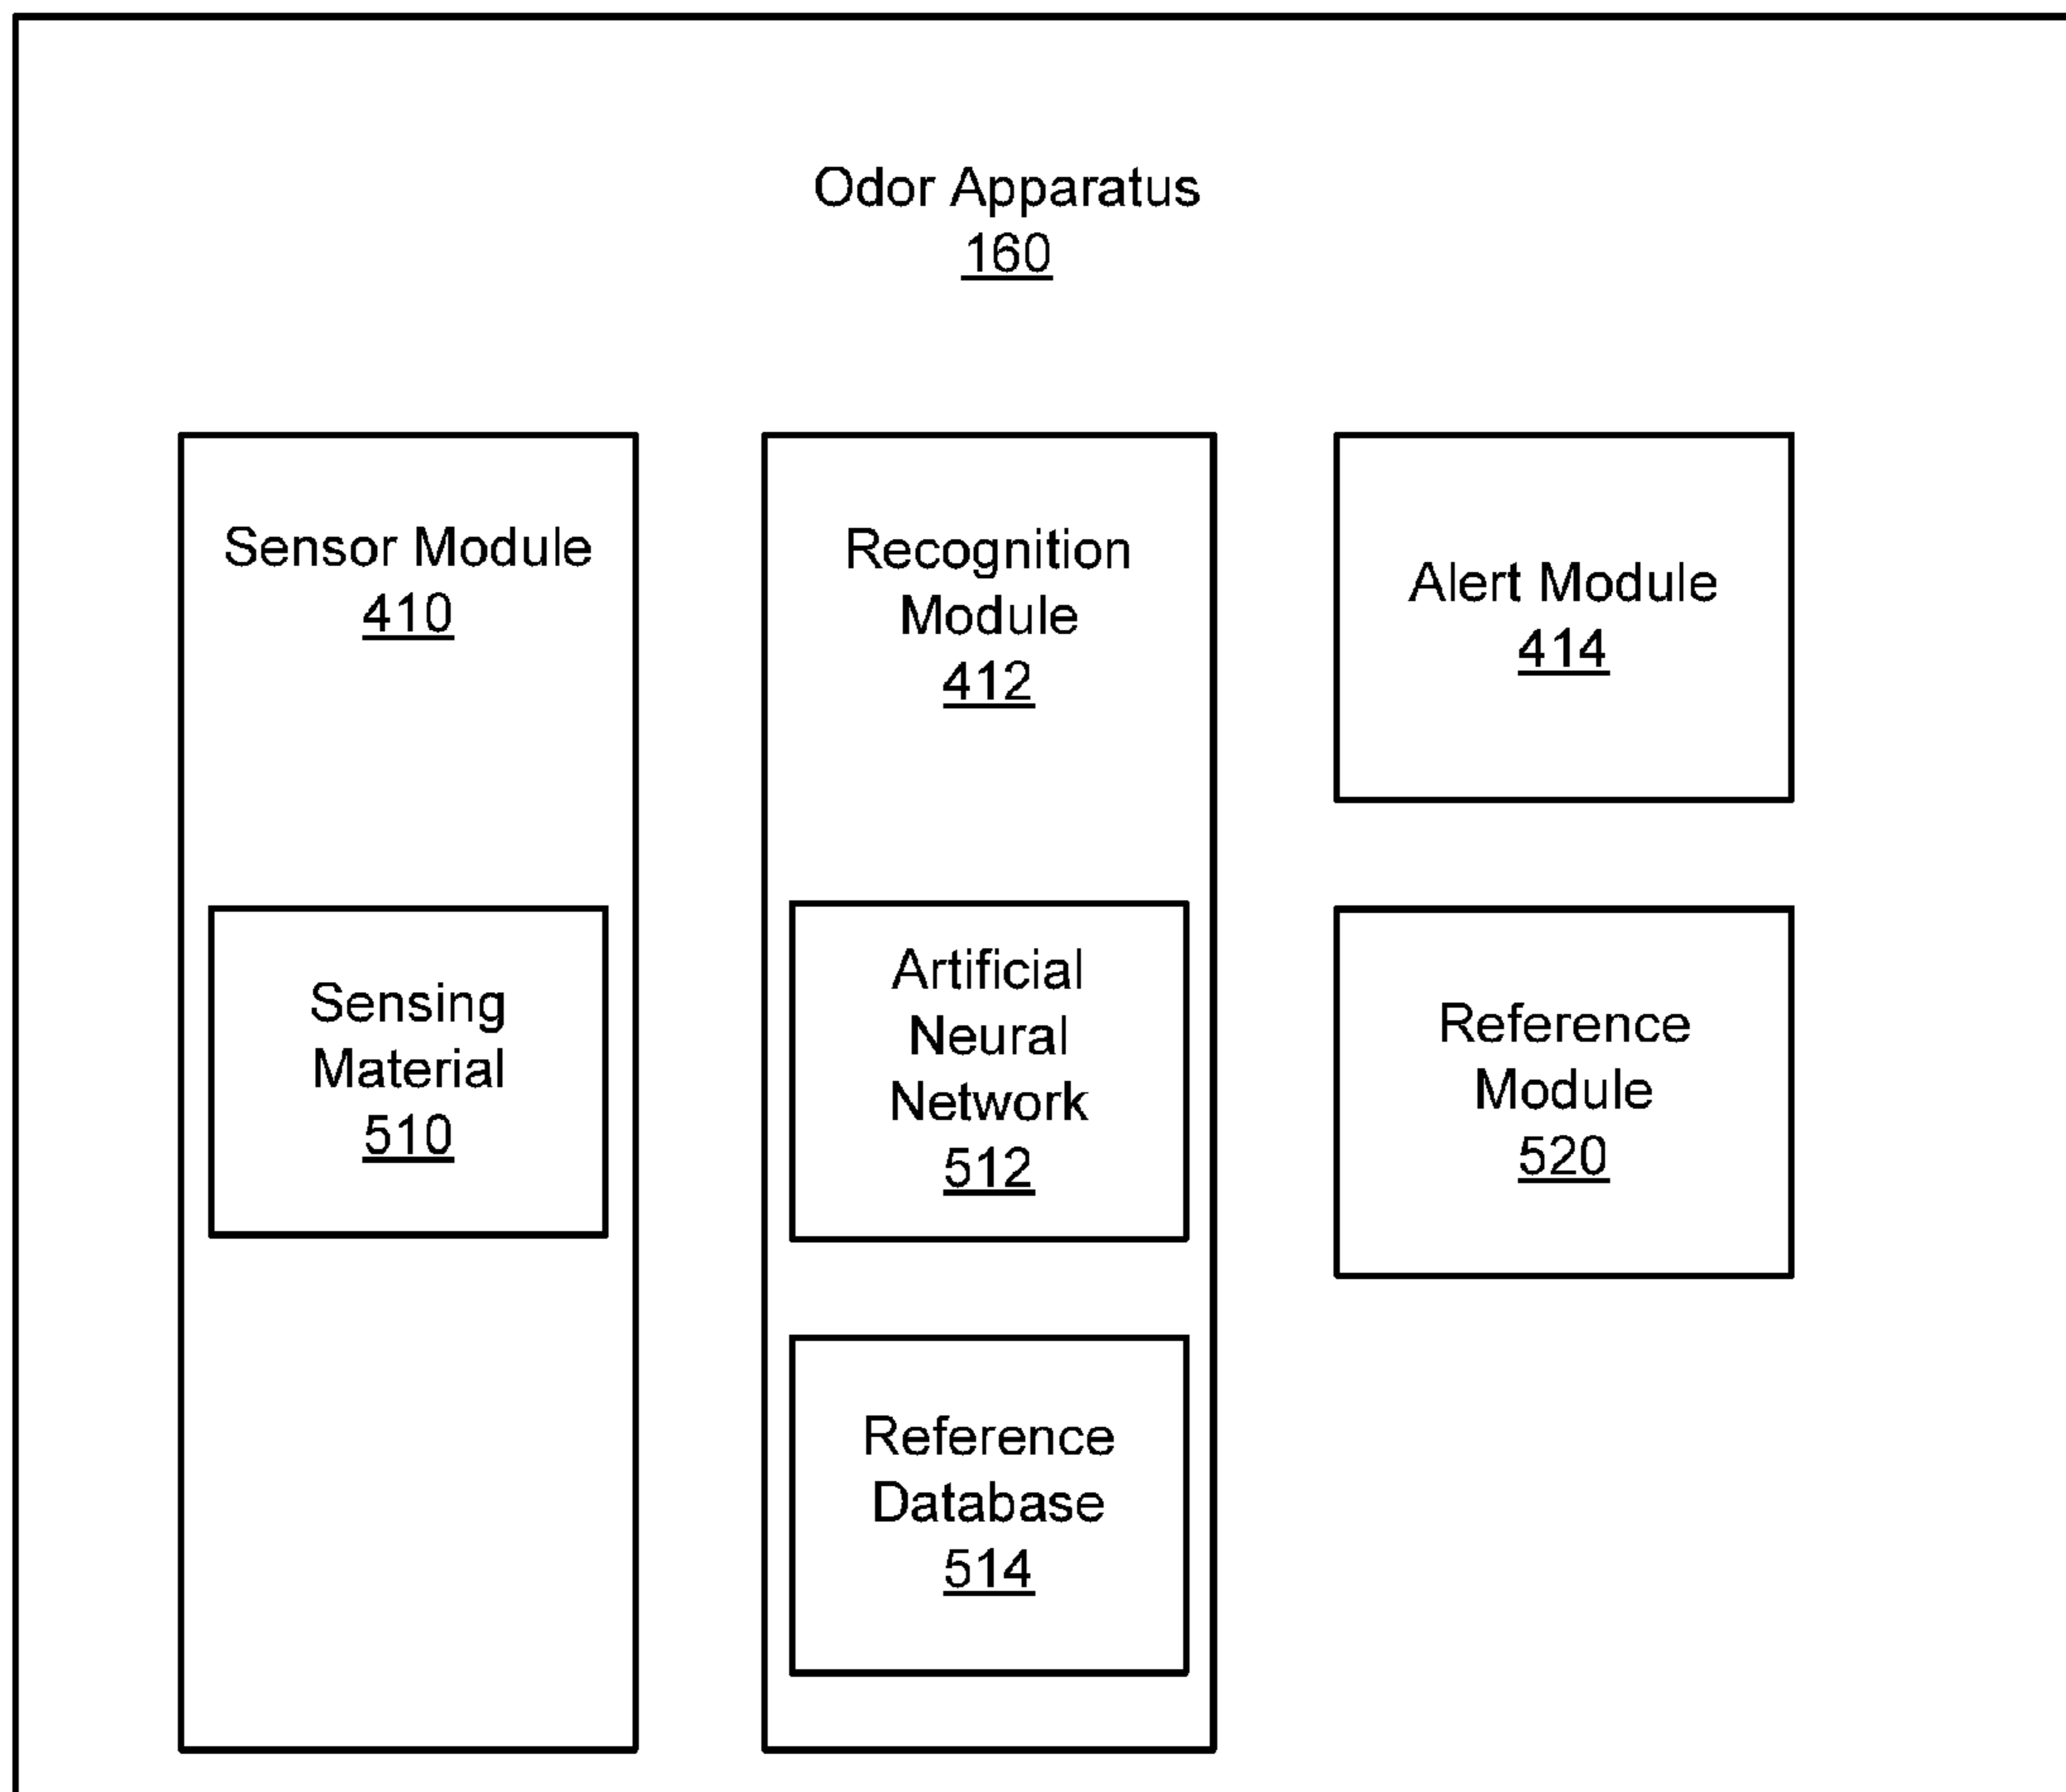 Odor Apparatus
160
Sensor Module
410
Sensing
Material
510
Recognition
Module
412
Artificial
Neural
Network
512
Reference
Database
514
Alert Module
414
Reference
Module
520